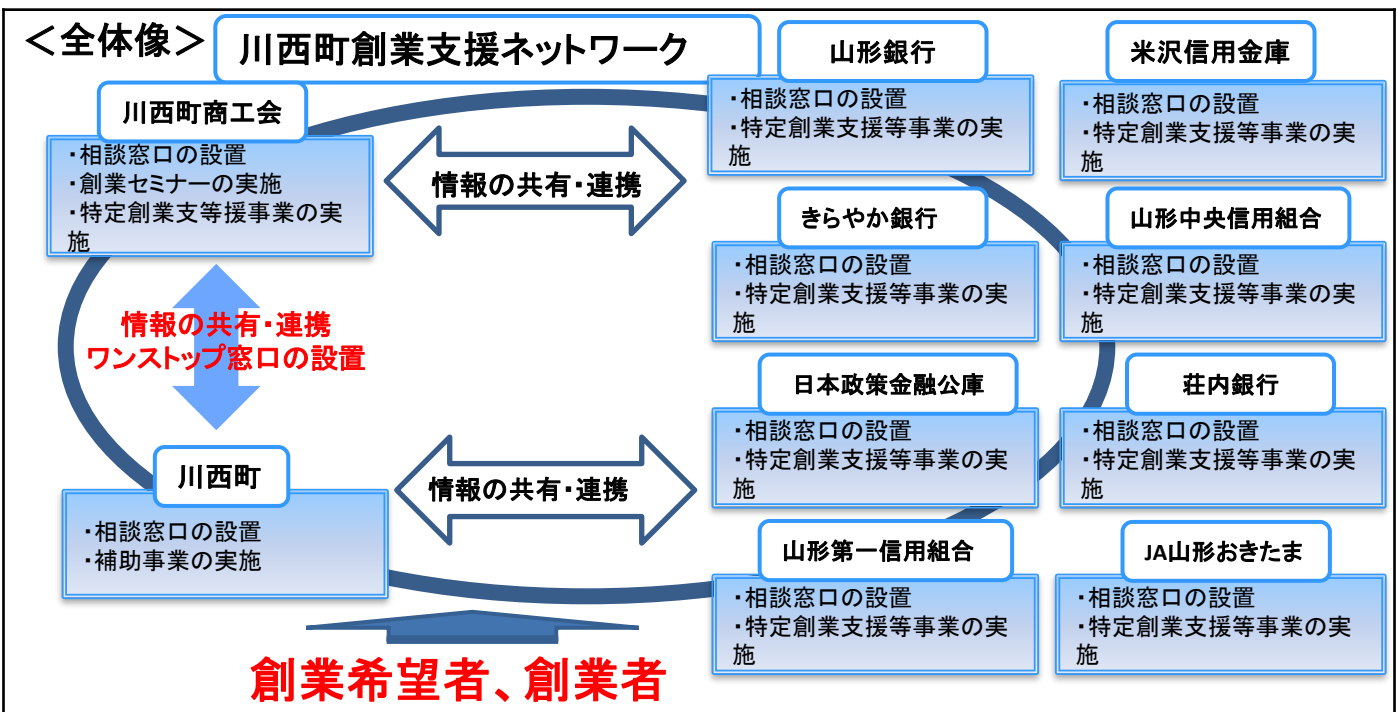 ＜全体像＞
川西町創業支援ネットワーク
川西町商工会
・相談窓口の設置
・創業セミナーの実施
・特定創業支等援事業の実
施
情報の共有・連携
山形銀行
・相談窓口の設置
・特定創業支援等事業の実
施
米沢信用金庫
・相談窓口の設置
・特定創業支援等事業の実
施
きらやか銀行
・相談窓口の設置
・特定創業支援等事業の実
施
山形中央信用組合
・相談窓口の設置
・特定創業支援等事業の実
施
情報の共有・連携
ワンストップ窓口の設置
川西町
・相談窓口の設置
・補助事業の実施
情報の共有・連携
日本政策金融公庫
・相談窓口の設置
・特定創業支援等事業の実
施
荘内銀行
・相談窓口の設置
・特定創業支援等事業の実
施
山形第一信用組合
・相談窓口の設置
・特定創業支援等事業の実
施
JA山形おきたま
・相談窓口の設置
・特定創業支援等事業の実
施
創業希望者、創業者